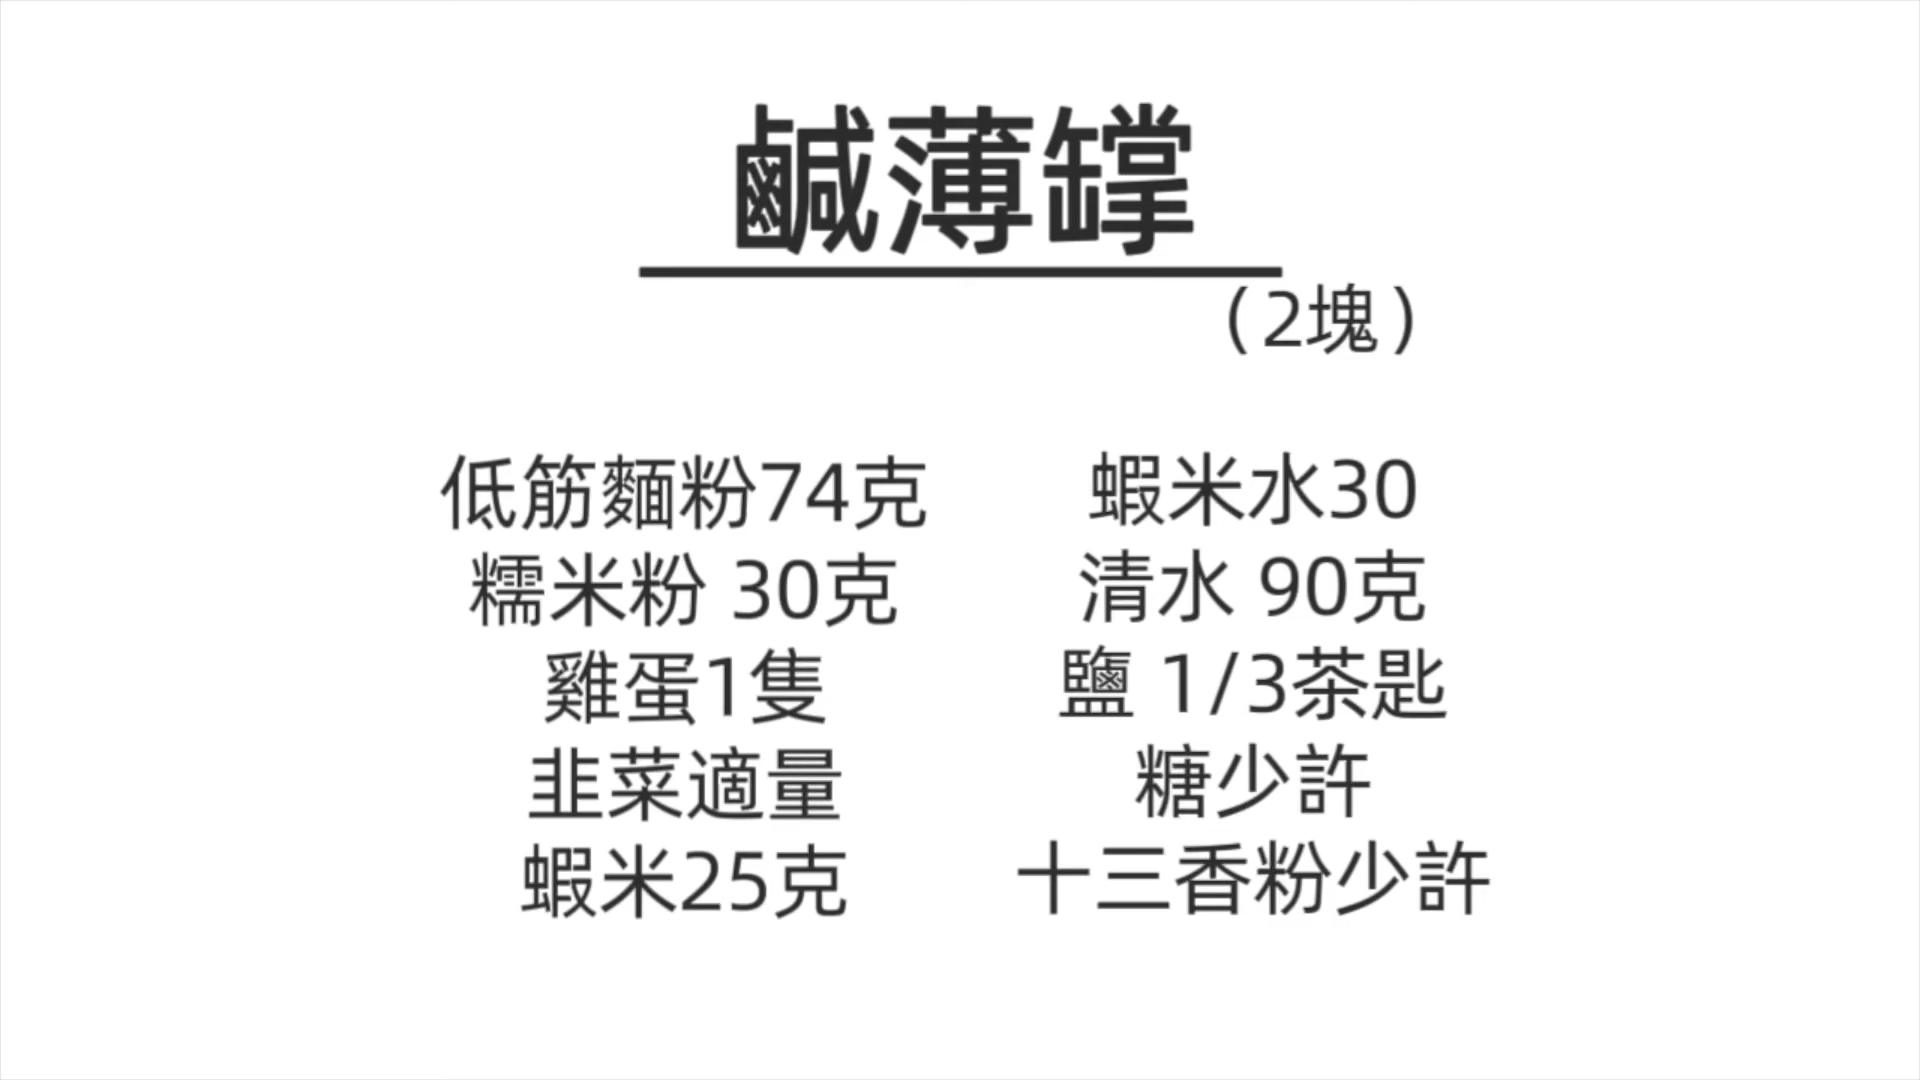 鹹薄罉
（2塊）
低筋麵粉74克
糯米粉 30克
雞蛋1隻
韭菜適量
蝦米25克
蝦米水30
清水 90克
鹽 1/3茶匙
糖少許
十三香粉少許